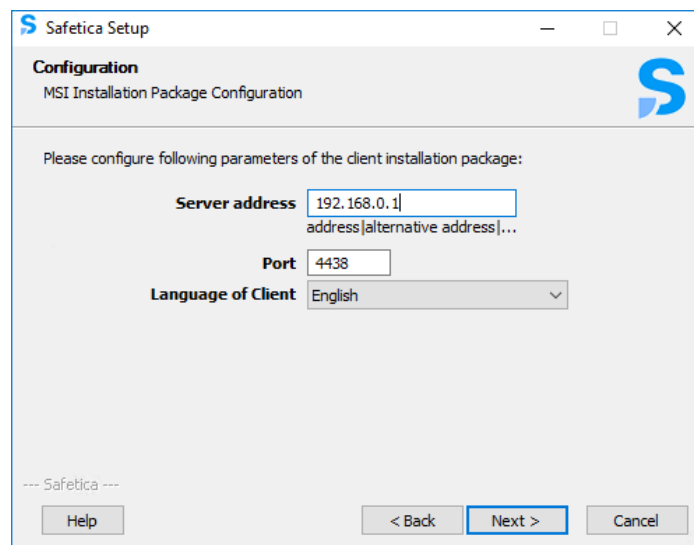 Safetica Setup
Configuration
MSI Installation Package Configuration
Please configure following parameters of the client installation package:
Server address 192.168.0.1
address|alternative address|...
Port 4438
Language of Client English
--- Safetica ---
Help < Back Next > Cancel